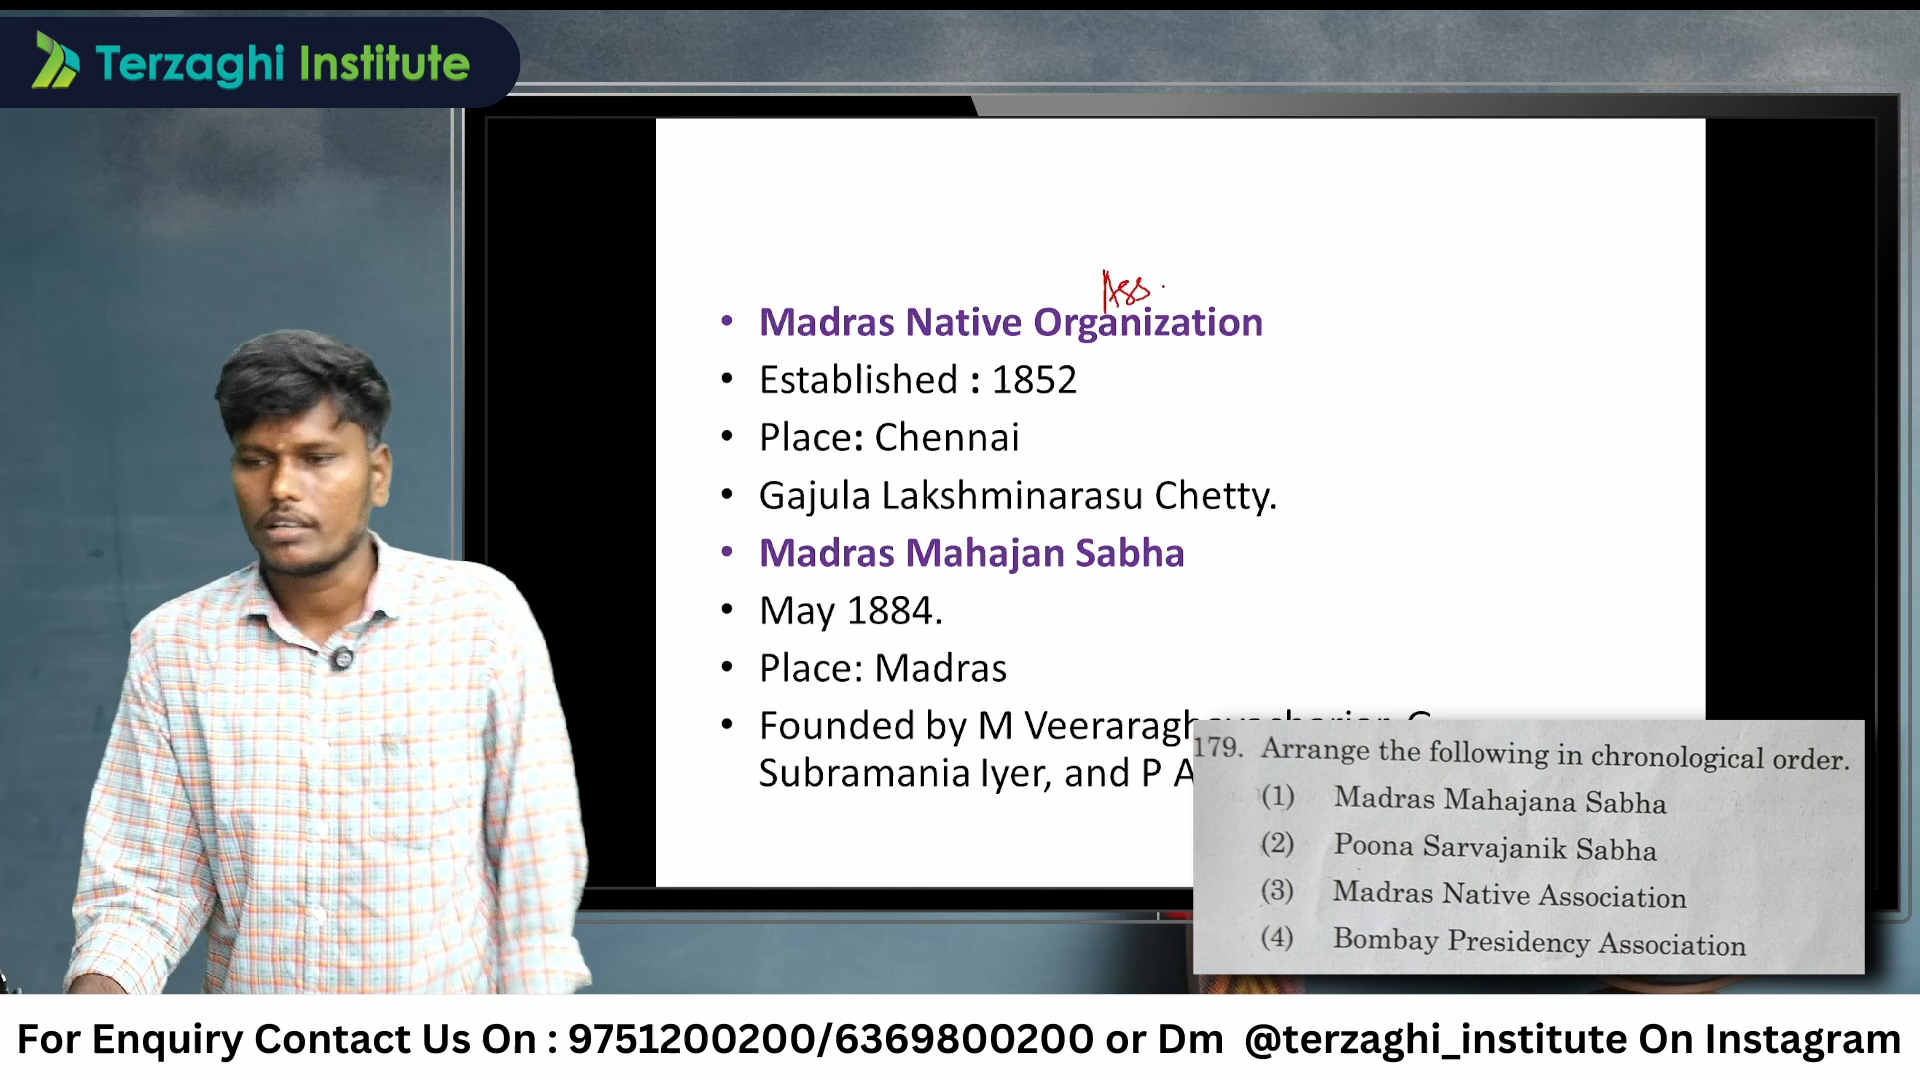 Terzaghi Institute
Ass.
• Madras Native Organization
• Established : 1852
• Place: Chennai
• Gajula Lakshminarasu Chetty.
• Madras Mahajan Sabha
• May 1884.
• Place: Madras
• Founded by M
Subramania Iyer, and P
179. Arrange the following in chronological order.
(1) Madras Mahajana Sabha
(2) Poona Sarvajanik Sabha
(3) Madras Native Association
(4) Bombay Presidency Association
For Enquiry Contact Us On : 9751200200/6369800200 or Dm @terzaghi_institute On Instagram